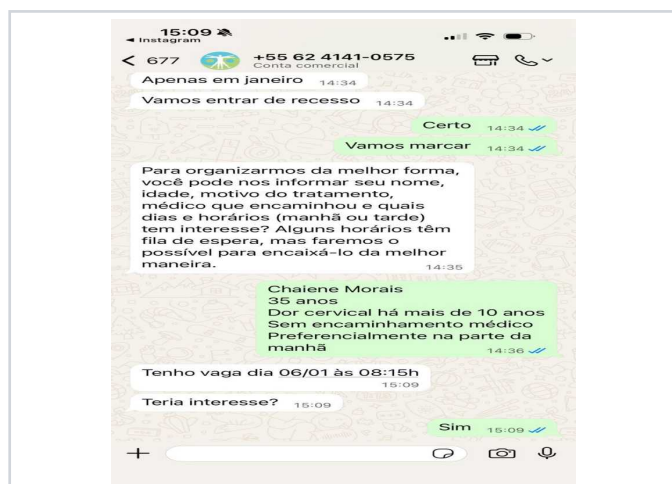 15:09
Instagram
677
+55 62 4141-0575
Conta comercial
Apenas em janeiro 14:34
Vamos entrar de recesso 14:34
Certo 14:34
Vamos marcar 14:34
Para organizarmos da melhor forma,
você pode nos informar seu nome,
idade, motivo do tratamento,
médico que encaminhou e quais
dias e horários (manhã ou tarde)
tem interesse? Alguns horários têm
fila de espera, mas faremos o
possível para encaixá-lo da melhor
maneira. 14:35
Chaiene Morais
35 anos
Dor cervical há mais de 10 anos
Sem encaminhamento médico
Preferencialmente na parte da
manhã 14:36
Tenho vaga dia 06/01 às 08:15h
15:09
Teria interesse? 15:09
Sim 15:09